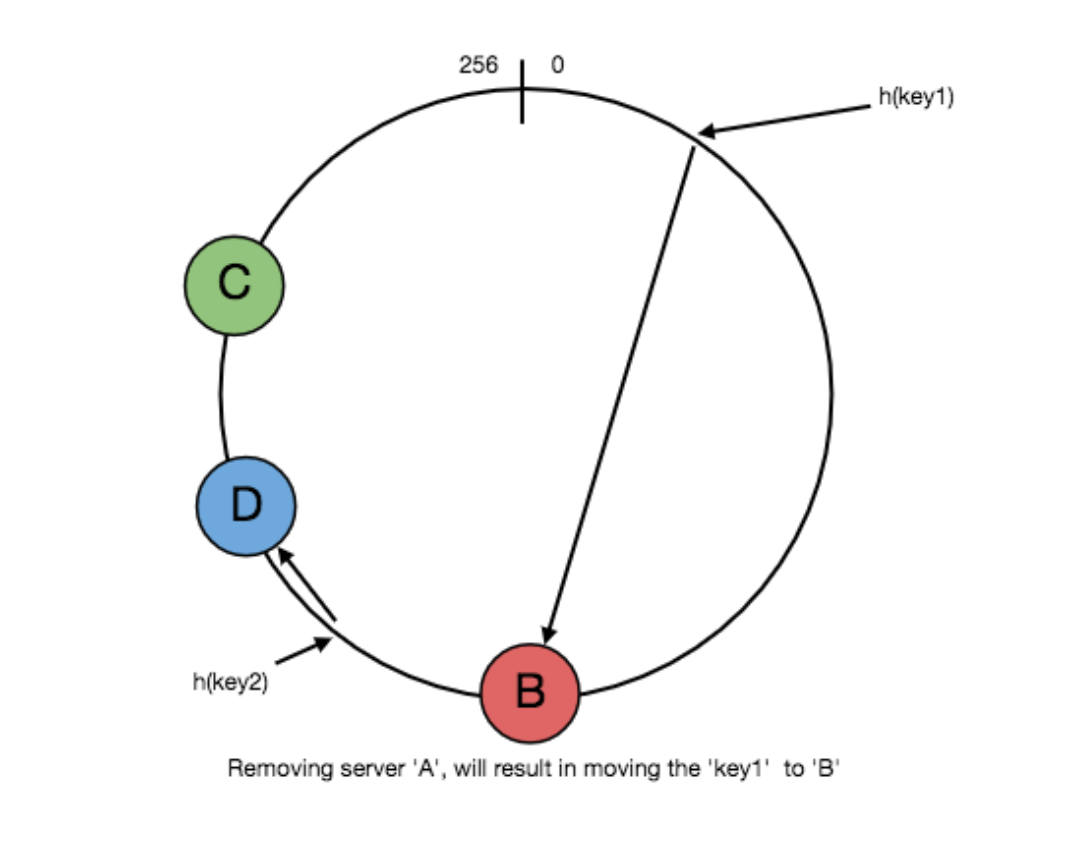 256 0
h(key1)
C
D
h(key2)
B
Removing server 'A', will result in moving the 'key1' to 'B'